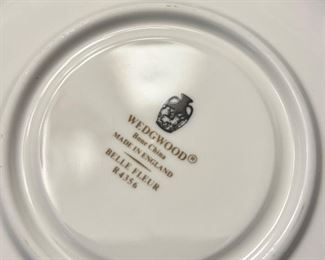 WEDGWOOD®
Bone China
MADE IN ENGLAND
BELLE FLEUR
R4356